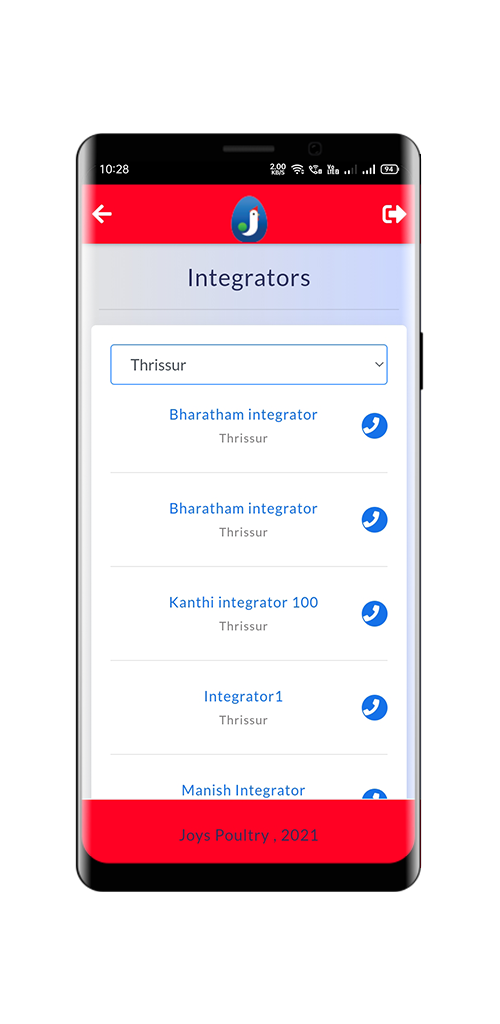 10:28
2.00
KB/S
Vo
LTE
94
Integrators
Thrissur
Bharatham integrator
Thrissur
Bharatham integrator
Thrissur
Kanthi integrator 100
Thrissur
Integrator1
Thrissur
Manish Integrator
Joys Poultry , 2021